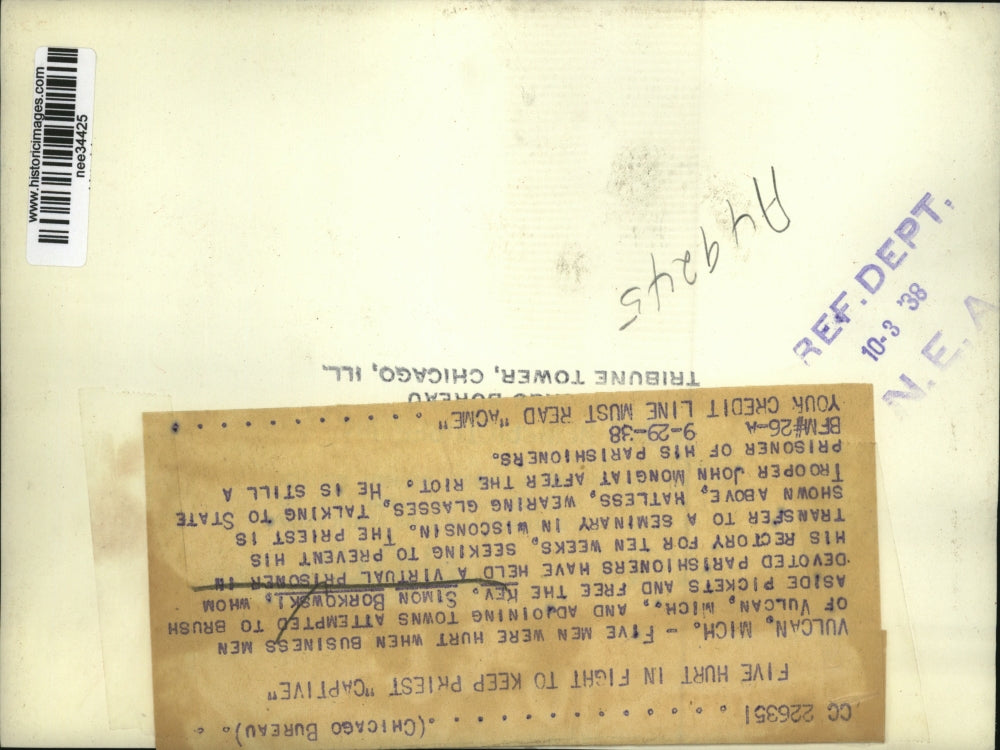 CC 226351 . . . . . . . . . . . . . . (CHICAGO BUREAU). . .
FIVE HURT IN FIGHT TO KEEP PRIEST "CAPTIVE"
VULCAN, MICH. - FIVE MEN WERE HURT WHEN BUSINESS MEN
OF VULCAN, MICH., AND ADJOINING TOWNS ATTEMPTED TO BRUSH
ASIDE PICKETS AND FREE THE REV. SIMON BORKOWSKI, WHOM
DEVOTED PARISHIONERS HAVE HELD A VIRTUAL PRISONER IN
HIS RECTORY FOR TEN WEEKS, SEEKING TO PREVENT HIS
TRANSFER TO A SEMINARY IN WISCONSIN. THE PRIEST IS
SHOWN ABOVE, HATLESS, WEARING GLASSES, TALKING TO STATE
TROOPER JOHN MONGIAT AFTER THE RIOT. HE IS STILL A
PRISONER OF HIS PARISHIONERS.
BFM#26-A 9-29-38
YOUR CREDIT LINE MUST READ "ACME" . . . . . . . . . . .
BUREAU
TRIBUNE TOWER, CHICAGO, ILL.
Ay9245
REF. DEPT.
10-3 '38
N. E. A
www.historicimages.com
nee34425